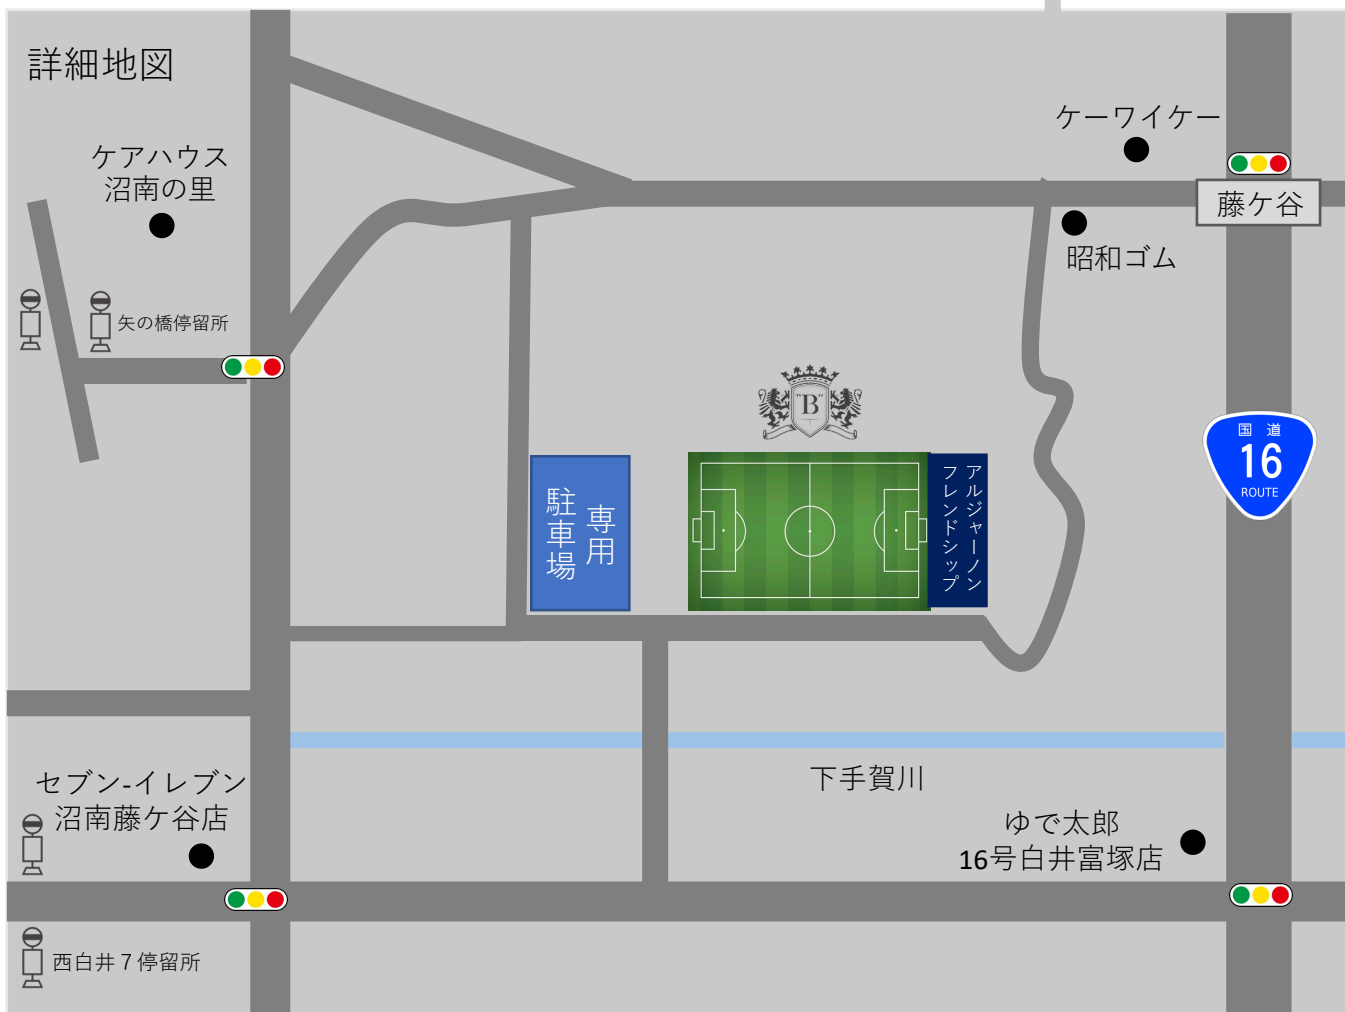 詳細地図
ケーワイケー
ケアハウス
沼南の里
藤ケ谷
昭和ゴム
矢の橋停留所
"B"
国道
16
ROUTE
専用
駐車場
アルジャーノン
フレンドシップ
下手賀川
セブン-イレブン
沼南藤ケ谷店
ゆで太郎
16号白井富塚店
西白井７停留所